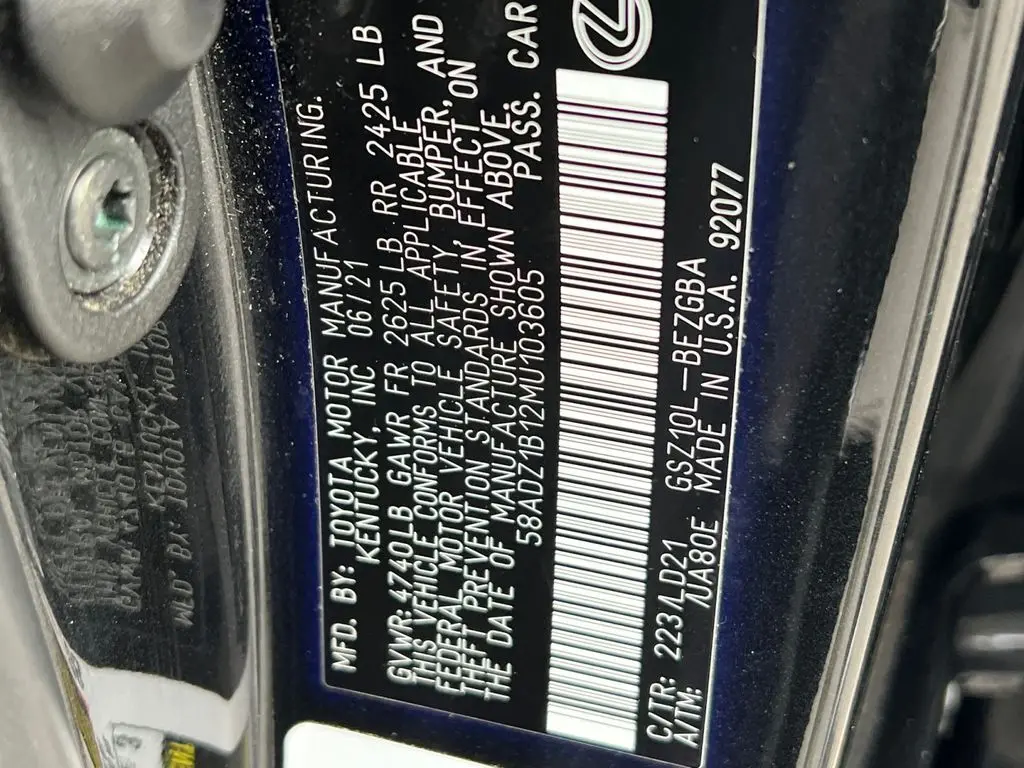 MFD. BY: TOYOTA MOTOR MANUFACTURING.
KENTUCKY, INC 06/21
GVWR: 4740LB GAWR FR 2625LB RR 2425 LB
THIS VEHICLE CONFORMS TO ALL APPLICABLE
FEDERAL MOTOR VEHICLE SAFETY, BUMPER, AND
THEFT PREVENTION STANDARDS IN EFFECT ON
THE DATE OF MANUFACTURE SHOWN ABOVE.
58ADZ1B12MU103605 PASS. CAR
C/TR: 223/LD21 GSZ10L-BEZGBA
A/TM: /UA80E MADE IN U.S.A. 92077